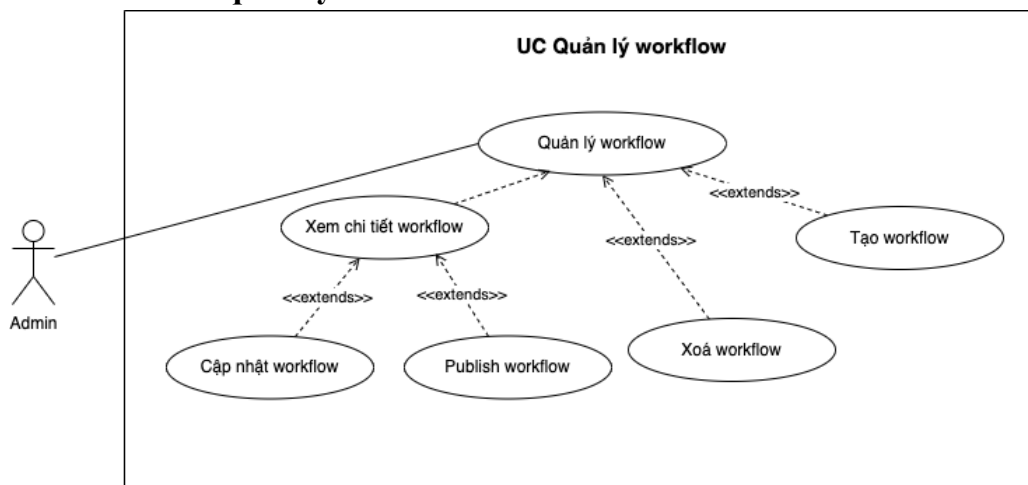 UC Quản lý workflow
Quản lý workflow
<<extends>>
Xem chi tiết workflow
<<extends>>
Tạo workflow
<<extends>>
<<extends>>
Admin
Cập nhật workflow
Publish workflow
Xoá workflow